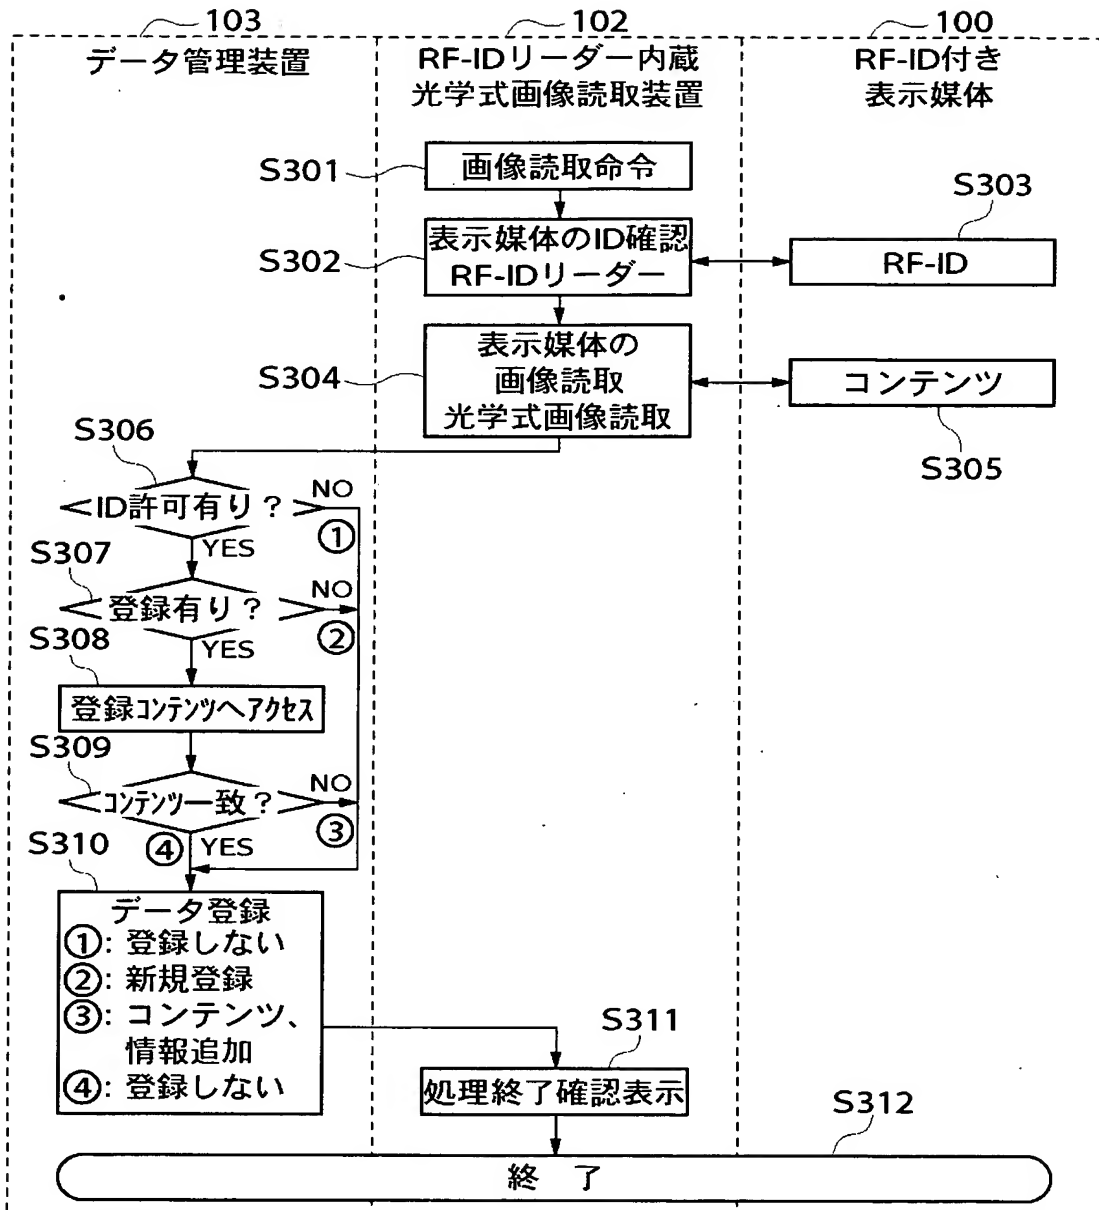 103
データ管理装置
102
RF-IDリーダー内蔵
光学式画像読取装置
100
RF-ID付き
表示媒体
S301
画像読取命令
S302
表示媒体のID確認
RF-IDリーダー
S303
RF-ID
S304
表示媒体の
画像読取
光学式画像読取
コンテンツ
S305
S306
ID許可有り？
NO
①
YES
S307
登録有り？
NO
②
YES
S308
登録コンテンツへアクセス
S309
コンテンツ一致？
NO
③
④
YES
S310
データ登録
①: 登録しない
②: 新規登録
③: コンテンツ、
情報追加
④: 登録しない
S311
処理終了確認表示
S312
終 了